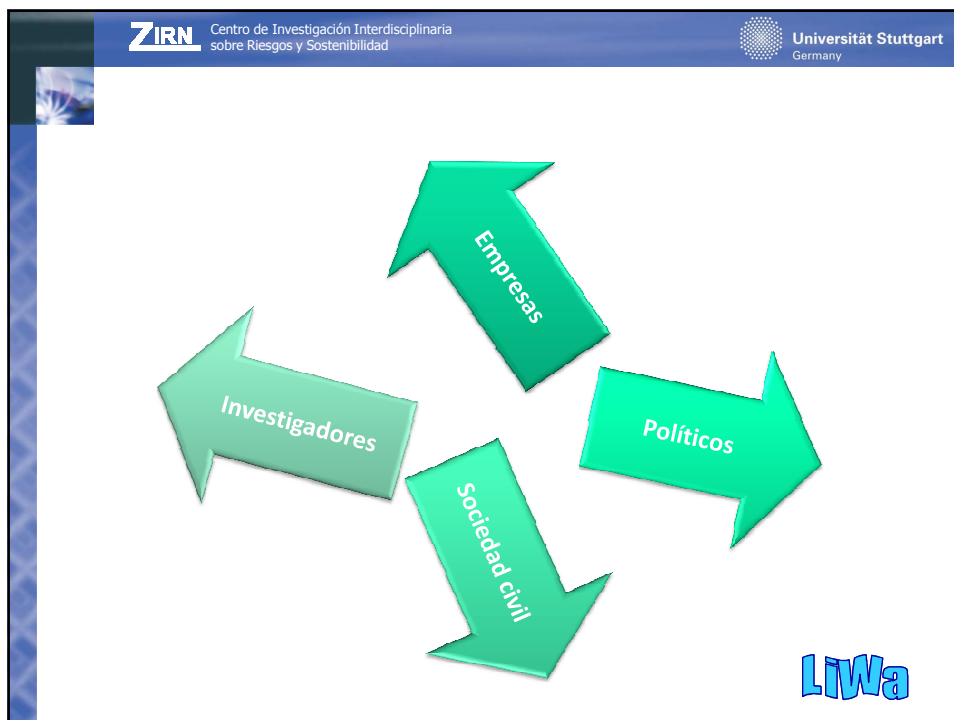 ZIRN
Centro de Investigación Interdisciplinaria
sobre Riesgos y Sostenibilidad
Universität Stuttgart
Germany
Empresas
Políticos
Investigadores
Sociedad civil
LiWa